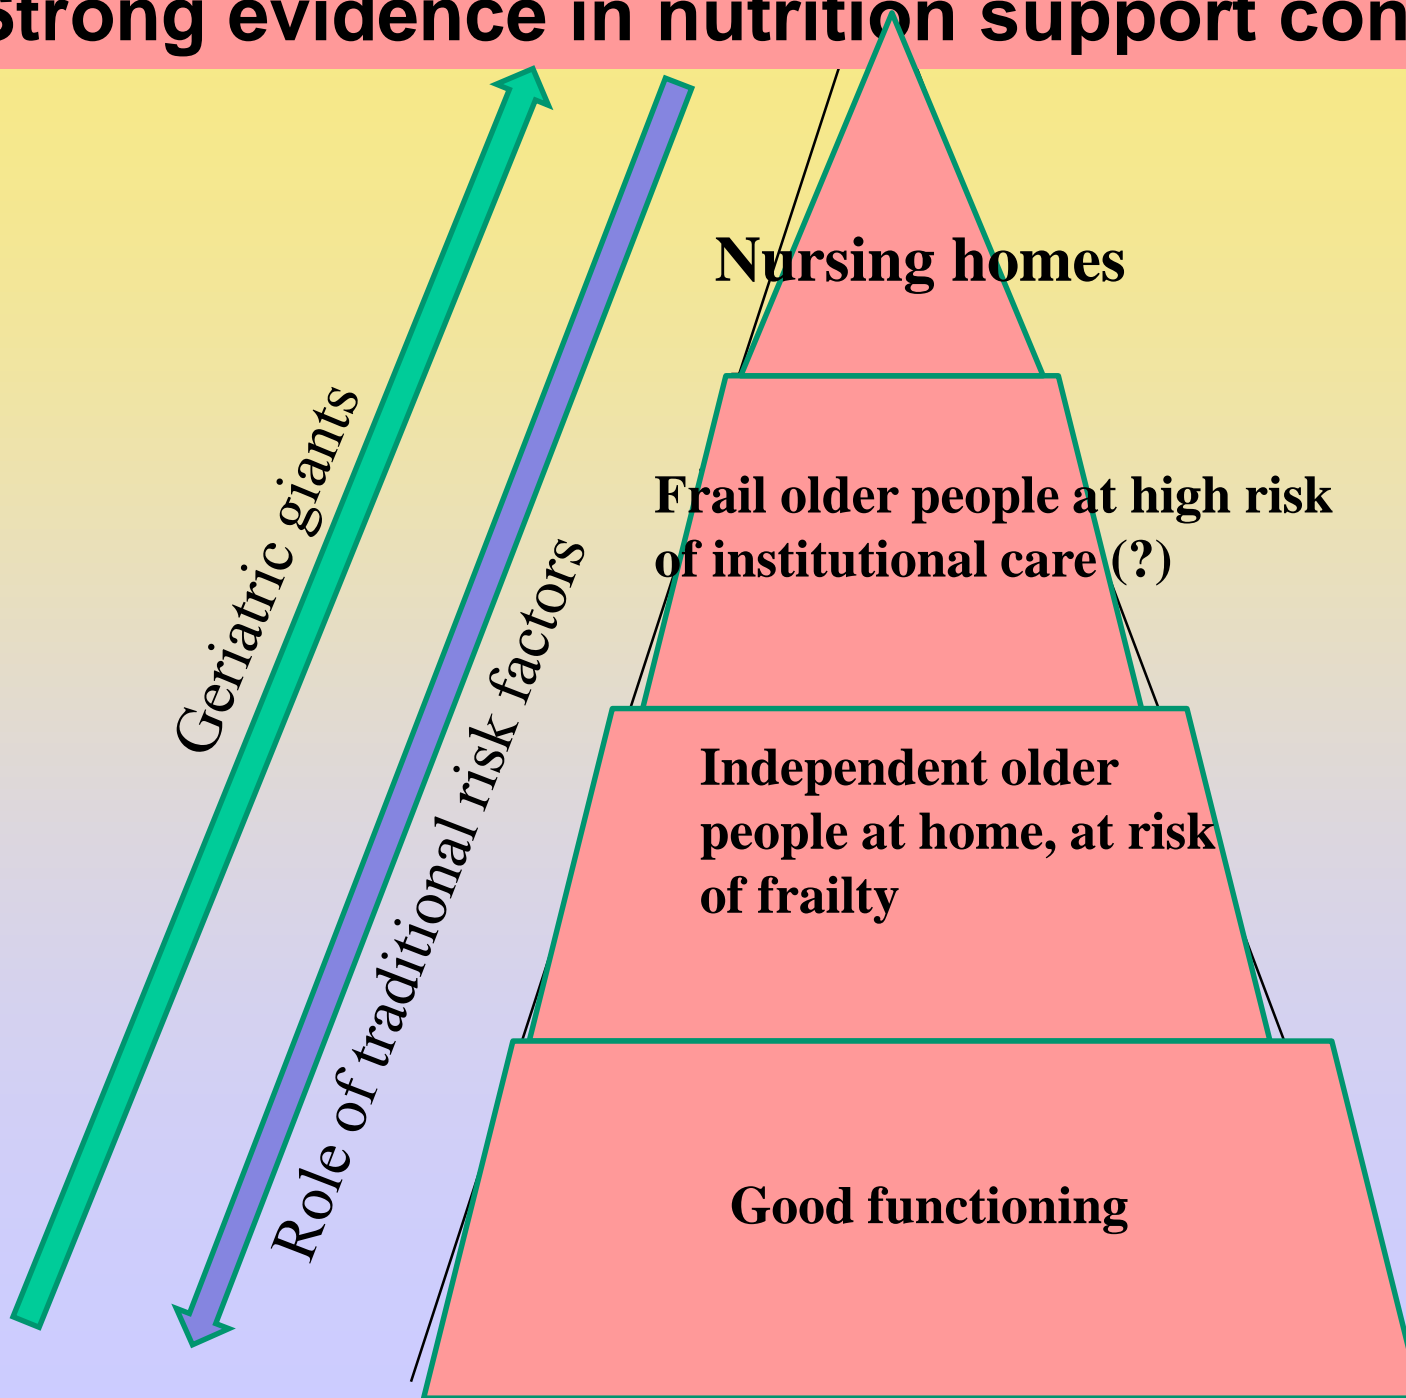 Strong evidence in nutrition support con
Nursing homes
Geriatric giants
Frail older people at high risk
of institutional care (?)
Role of traditional risk factors
Independent older
people at home, at risk
of frailty
Good functioning